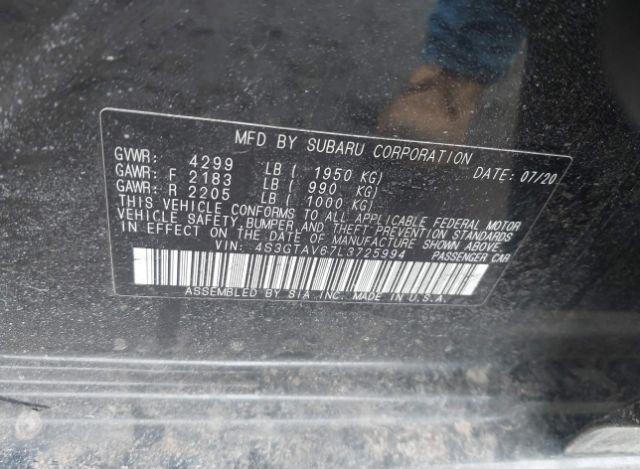 MFD BY SUBARU CORPORATION
GVWR: 4299 LB ( 1950 KG) DATE: 07/20
GAWR: F 2183 LB ( 990 KG)
GAWR: R 2205 LB ( 1000 KG)
THIS VEHICLE CONFORMS TO ALL APPLICABLE FEDERAL MOTOR
VEHICLE SAFETY, BUMPER AND THEFT PREVENTION STANDARDS
IN EFFECT ON THE DATE OF MANUFACTURE SHOWN ABOVE.
VIN: 4S3GTAV67L3725994 PASSENGER CAR
ASSEMBLED BY SIA INC. MADE IN U.S.A.